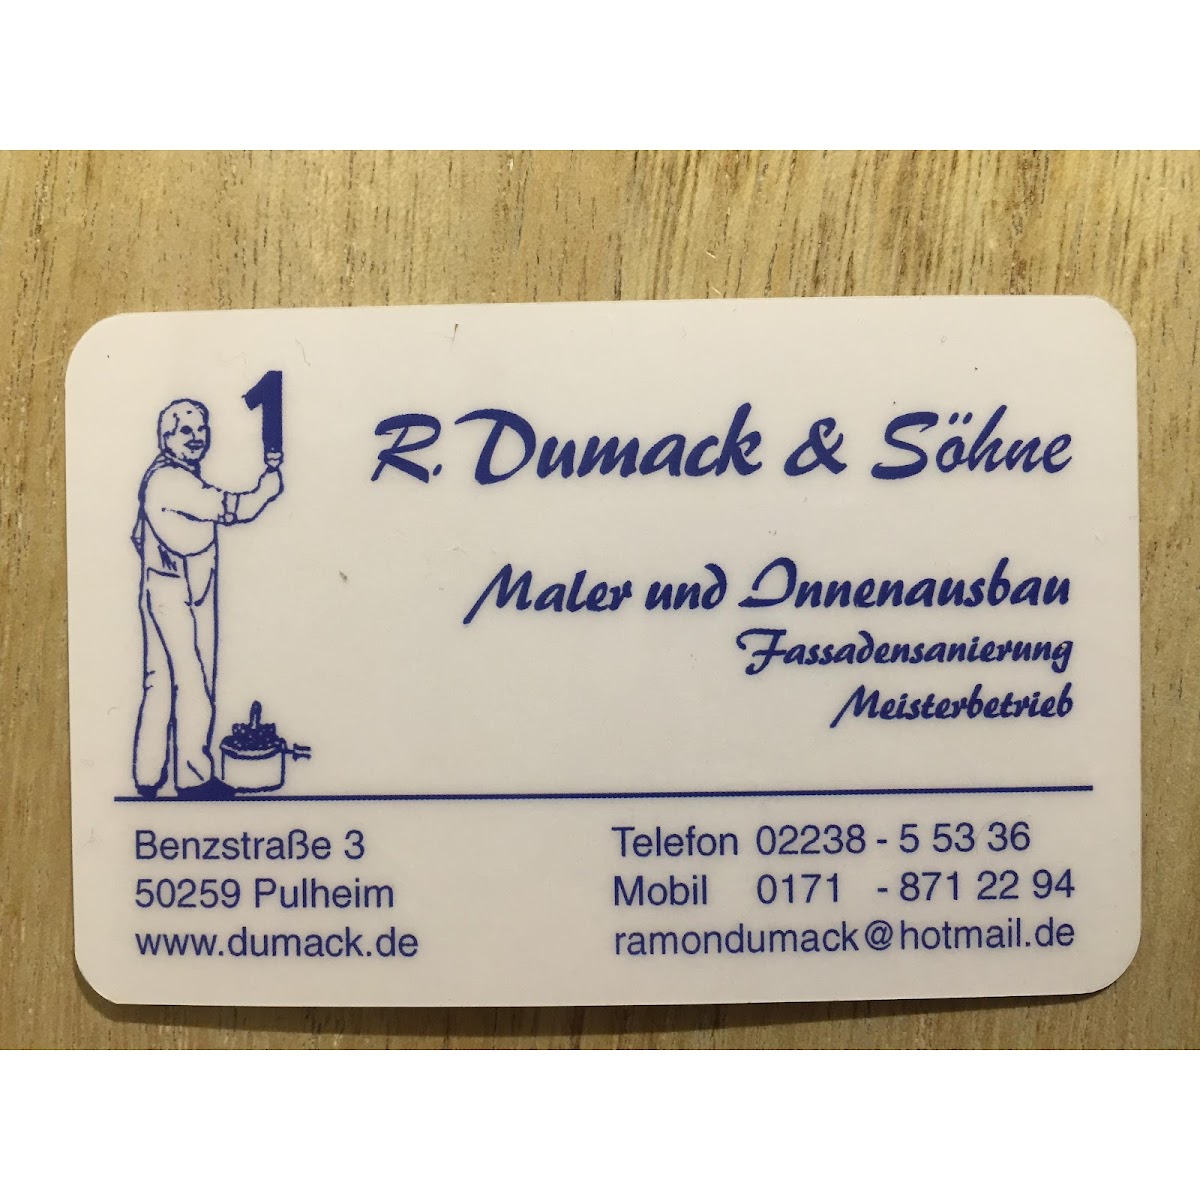 1
R. Dumack & Söhne
Maler und Innenausbau
Fassadensanierung
Meisterbetrieb
Benzstraße 3
50259 Pulheim
www.dumack.de
Telefon 02238 - 5 53 36
Mobil 0171 - 871 22 94
ramondumack@hotmail.de